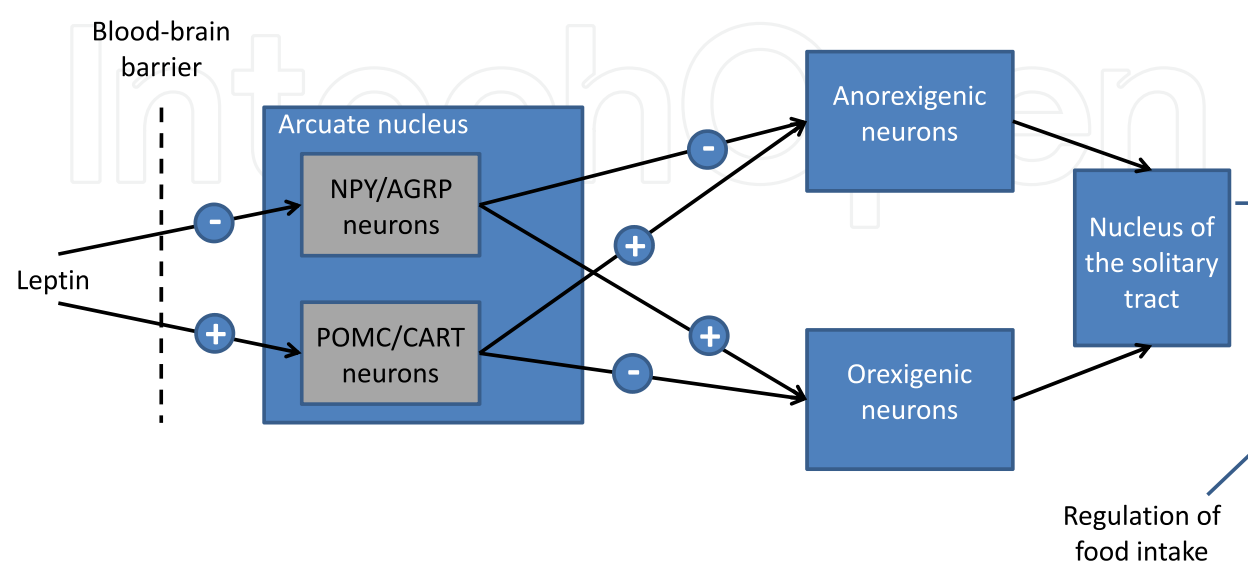 Blood-brain
barrier
IntechOpen
Arcuate nucleus
NPY/AGRP
neurons
POMC/CART
neurons
Leptin
-
+
-
+
+
-
Anorexigenic
neurons
Orexigenic
neurons
Nucleus of
the solitary
tract
Regulation of
food intake